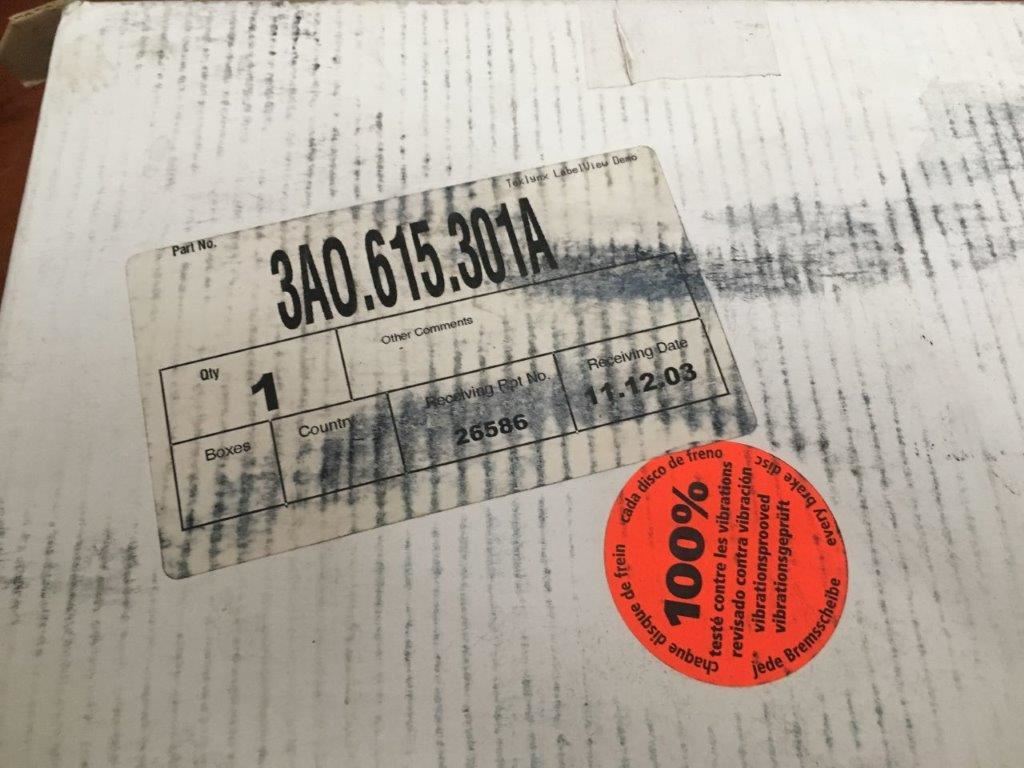 Teklynx LabelView Demo
Part No.
3A0.615.301A
Qty
1
Other Comments
Boxes
Country
Receiving Rpt No.
26586
Receiving Date
11.12.03
chaque disque de frein
cada disco de freno
every brake disc
jede Bremsscheibe
100%
testé contre les vibrations
revisado contra vibración
vibrationsprooved
vibrationsgeprüft